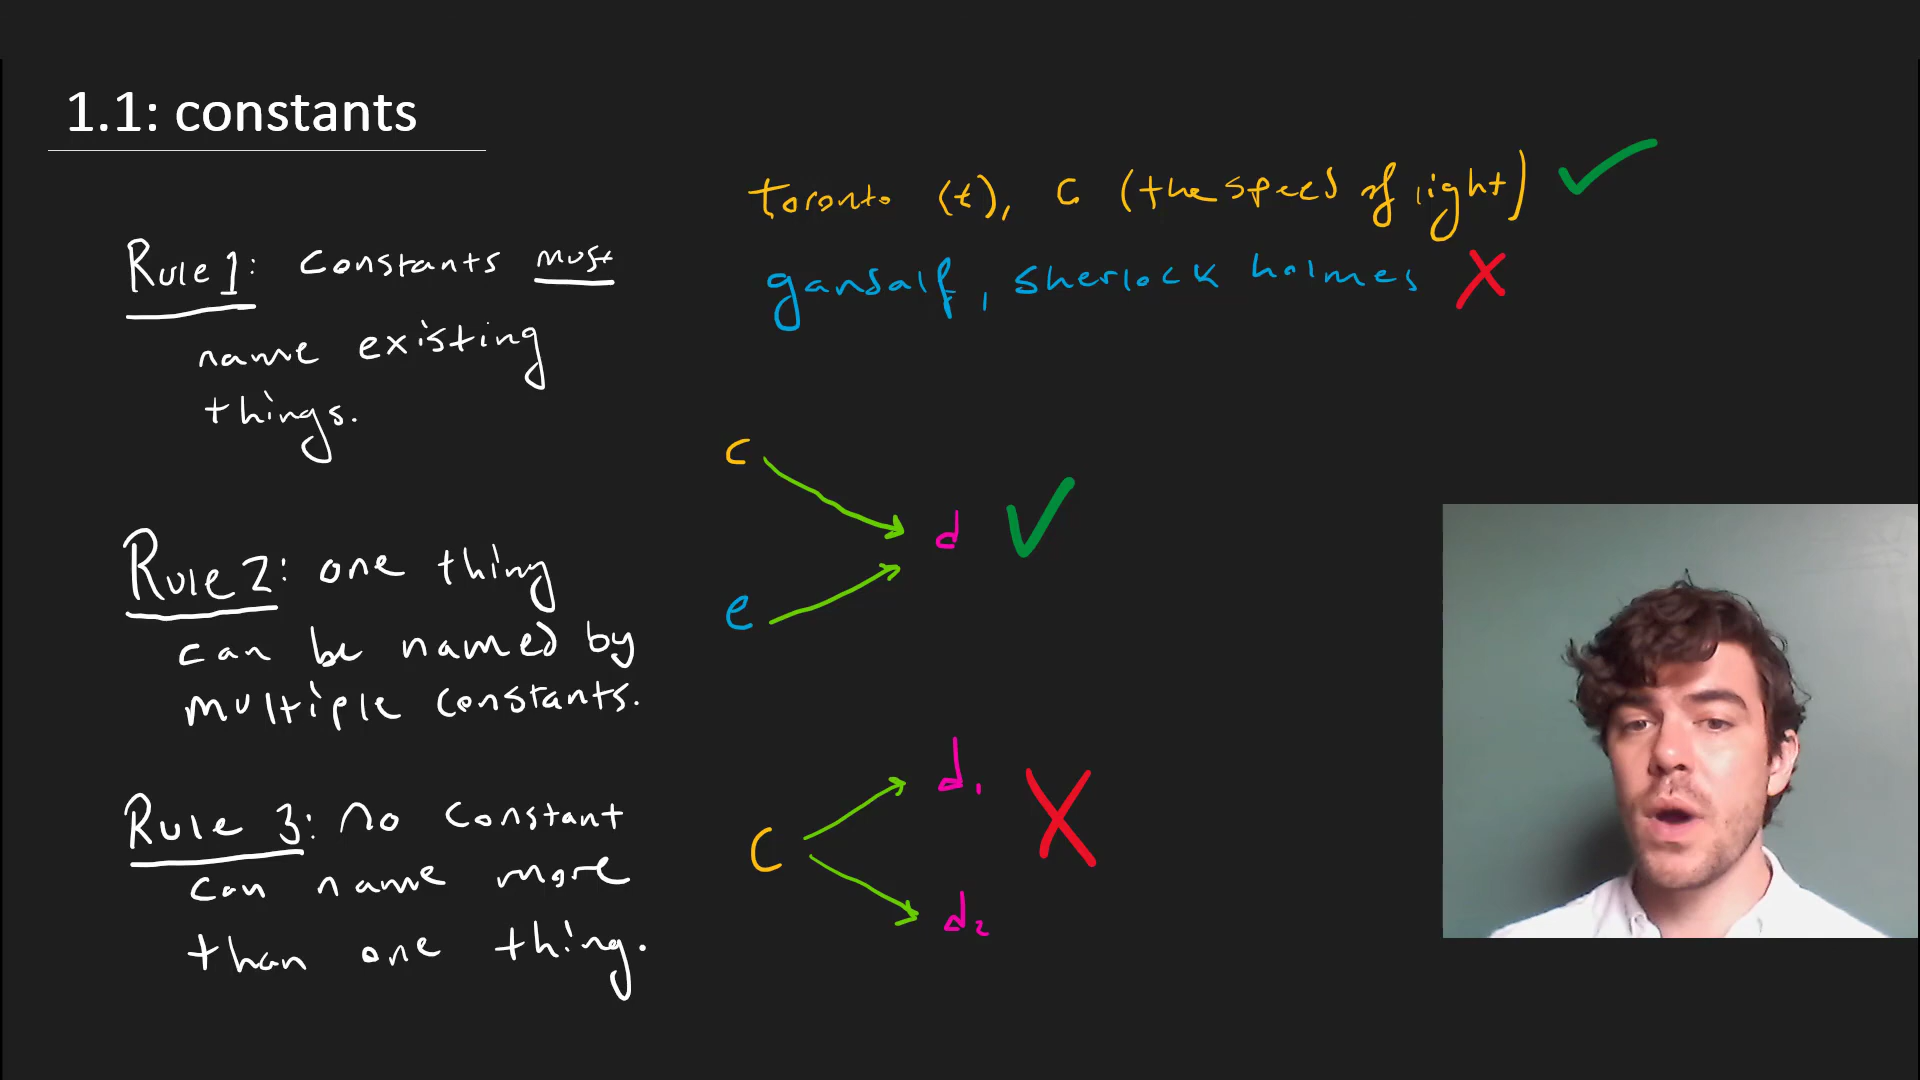 1.1: constants
Rule 1: constants must
name existing
things.
toronto (t), c (the speed of light)
gansalf, sherlock holmes
Rule 2: one thing
can be named by
multiple constants.
c
d
e
Rule 3: no constant
can name more
than one thing.
C
d1
d2